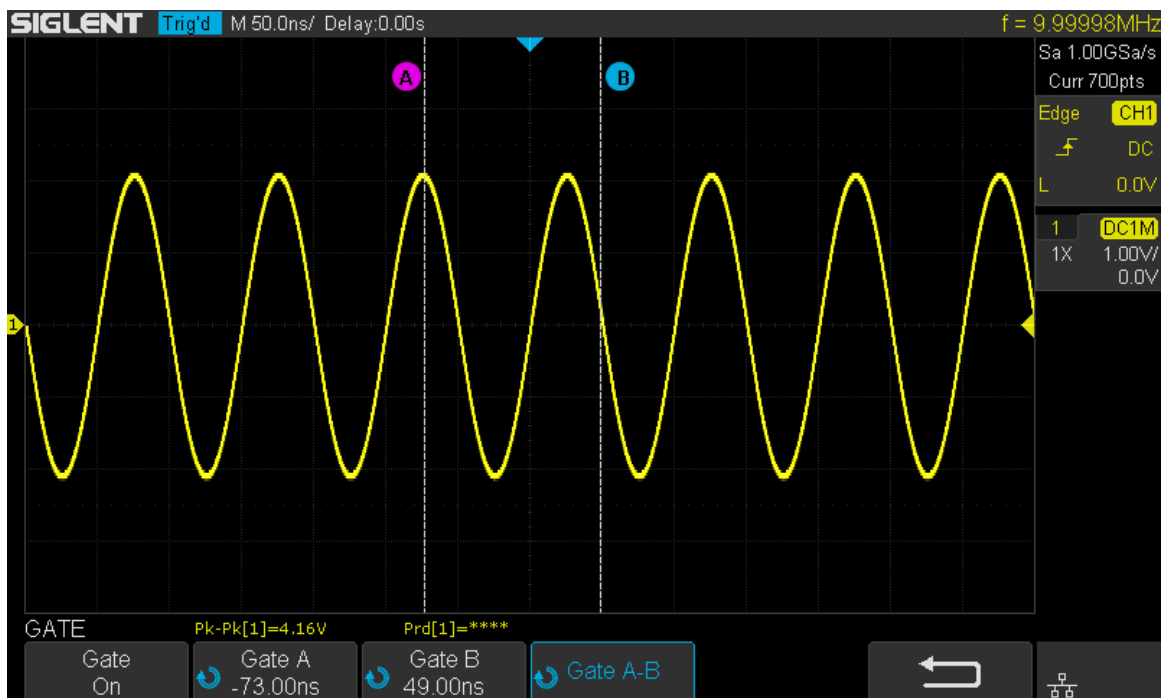 SIGLENT Trig'd M 50.0ns/ Delay:0.00s f = 9.99998MHz
Sa 1.00GSa/s
Curr 700pts
A B
Edge CH1
DC
L 0.0V
1 DC1M
1X 1.00V/
0.0V
1
GATE Pk-Pk[1]=4.16V Prd[1]=****
Gate
On
Gate A
-73.00ns
Gate B
49.00ns
Gate A-B